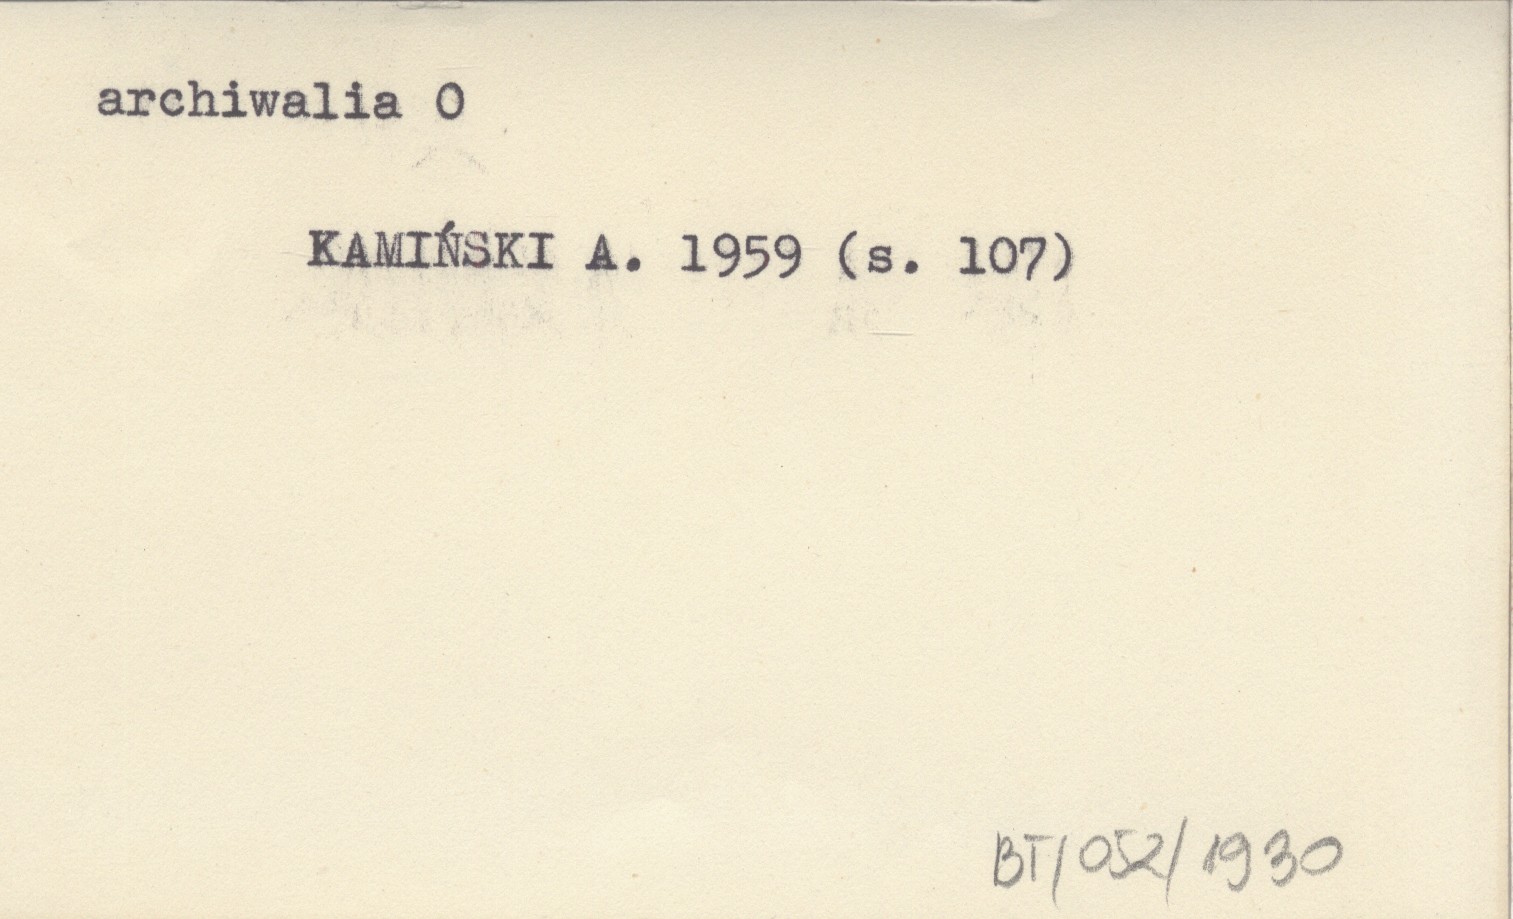 archiwalia O
KAMIŃSKI A. 1959 (s. 107)
BT/052/1930